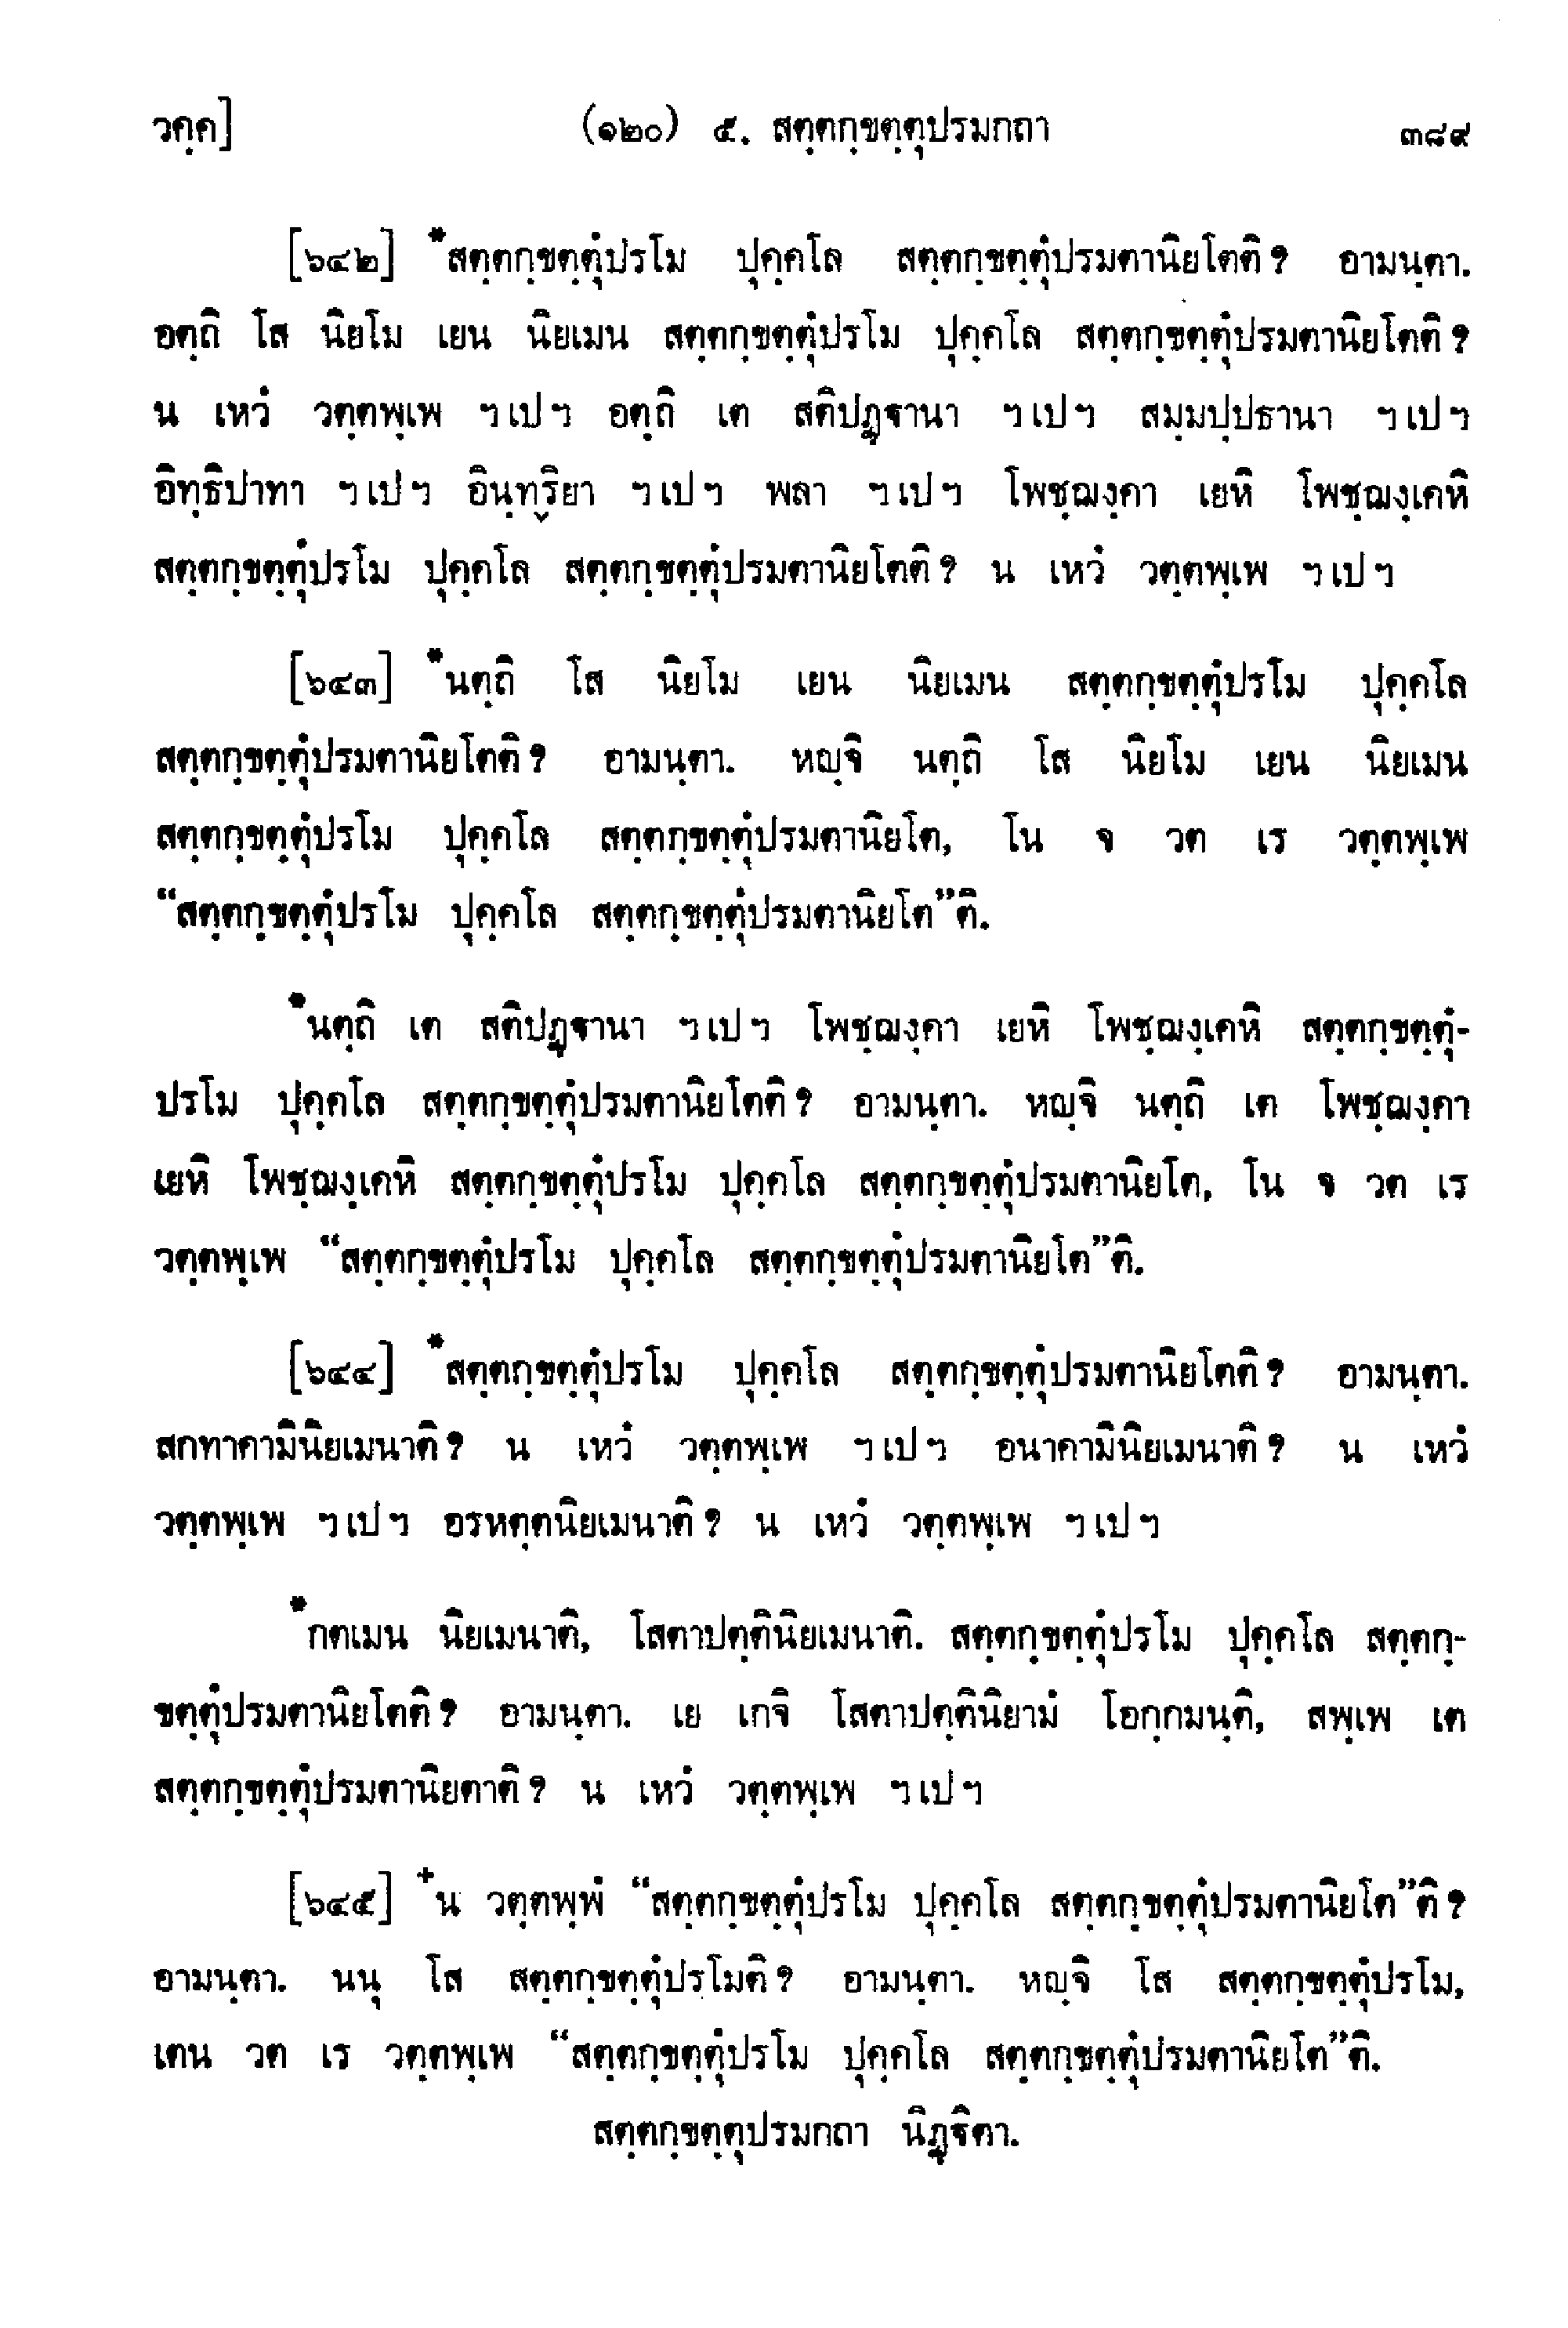 วคฺค]
(๑๒๐) ๕. สตฺตกฺขตฺตุปรมกถา
๓๘๙
[๖๔๒] *สตฺตกฺขตฺตุํปรโม ปุคฺคโล สตฺตกฺขตฺตุํปรมตานิยโตติ? อามนฺตา.
อตฺถิ โส นิยโม เยน นิยเมน สตฺตกฺขตฺตุํปรโม ปุคฺคโล สตฺตกฺขตฺตุํปรมตานิยโตติ?
น เหวํ วตฺตพฺเพ ฯเปฯ อตฺถิ เต สติปฏฺฐานา ฯเปฯ สมฺมปฺปธานา ฯเปฯ
อิทฺธิปาทา ฯเปฯ อินฺทฺริยา ฯเปฯ พลา ฯเปฯ โพชฺฌงฺคา เยหิ โพชฺฌงฺเคหิ
สตฺตกฺขตฺตุํปรโม ปุคฺคโล สตฺตกฺขตฺตุํปรมตานิยโตติ? น เหวํ วตฺตพฺเพ ฯเปฯ
[๖๔๓] *นตฺถิ โส นิยโม เยน นิยเมน สตฺตกฺขตฺตุํปรโม ปุคฺคโล
สตฺตกฺขตฺตุํปรมตานิยโตติ? อามนฺตา. หญฺจิ นตฺถิ โส นิยโม เยน นิยเมน
สตฺตกฺขตฺตุํปรโม ปุคฺคโล สตฺตกฺขตฺตุํปรมตานิยโต, โน จ วต เร วตฺตพฺเพ
“สตฺตกฺขตฺตุํปรโม ปุคฺคโล สตฺตกฺขตฺตุํปรมตานิยโต”ติ.
*นตฺถิ เต สติปฏฺฐานา ฯเปฯ โพชฺฌงฺคา เยหิ โพชฺฌงฺเคหิ สตฺตกฺขตฺตุํ-
ปรโม ปุคฺคโล สตฺตกฺขตฺตุํปรมตานิยโตติ? อามนฺตา. หญฺจิ นตฺถิ เต โพชฺฌงฺคา
เยหิ โพชฺฌงฺเคหิ สตฺตกฺขตฺตุํปรโม ปุคฺคโล สตฺตกฺขตฺตุํปรมตานิยโต, โน จ วต เร
วตฺตพฺเพ “สตฺตกฺขตฺตุํปรโม ปุคฺคโล สตฺตกฺขตฺตุํปรมตานิยโต”ติ.
[๖๔๔] *สตฺตกฺขตฺตุํปรโม ปุคฺคโล สตฺตกฺขตฺตุํปรมตานิยโตติ? อามนฺตา.
สกทาคามินิยเมนาติ? น เหวํ วตฺตพฺเพ ฯเปฯ อนาคามินิยเมนาติ? น เหวํ
วตฺตพฺเพ ฯเปฯ อรหตฺตนิยเมนาติ? น เหวํ วตฺตพฺเพ ฯเปฯ
*กตเมน นิยเมนาติ, โสตาปตฺตินิยเมนาติ. สตฺตกฺขตฺตุํปรโม ปุคฺคโล สตฺตกฺ-
ขตฺตุํปรมตานิยโตติ? อามนฺตา. เย เกจิ โสตาปตฺตินิยามํ โอกฺกมนฺติ, สพฺเพ เต
สตฺตกฺขตฺตุํปรมตานิยตาติ? น เหวํ วตฺตพฺเพ ฯเปฯ
[๖๔๕] +น วตฺตพฺพํ “สตฺตกฺขตฺตุํปรโม ปุคฺคโล สตฺตกฺขตฺตุํปรมตานิยโต”ติ?
อามนฺตา. นนุ โส สตฺตกฺขตฺตุํปรโมติ? อามนฺตา. หญฺจิ โส สตฺตกฺขตฺตุํปรโม,
เตน วต เร วตฺตพฺเพ “สตฺตกฺขตฺตุํปรโม ปุคฺคโล สตฺตกฺขตฺตุํปรมตานิยโต”ติ.
สตฺตกฺขตฺตุปรมกถา นิฏฺฐิตา.